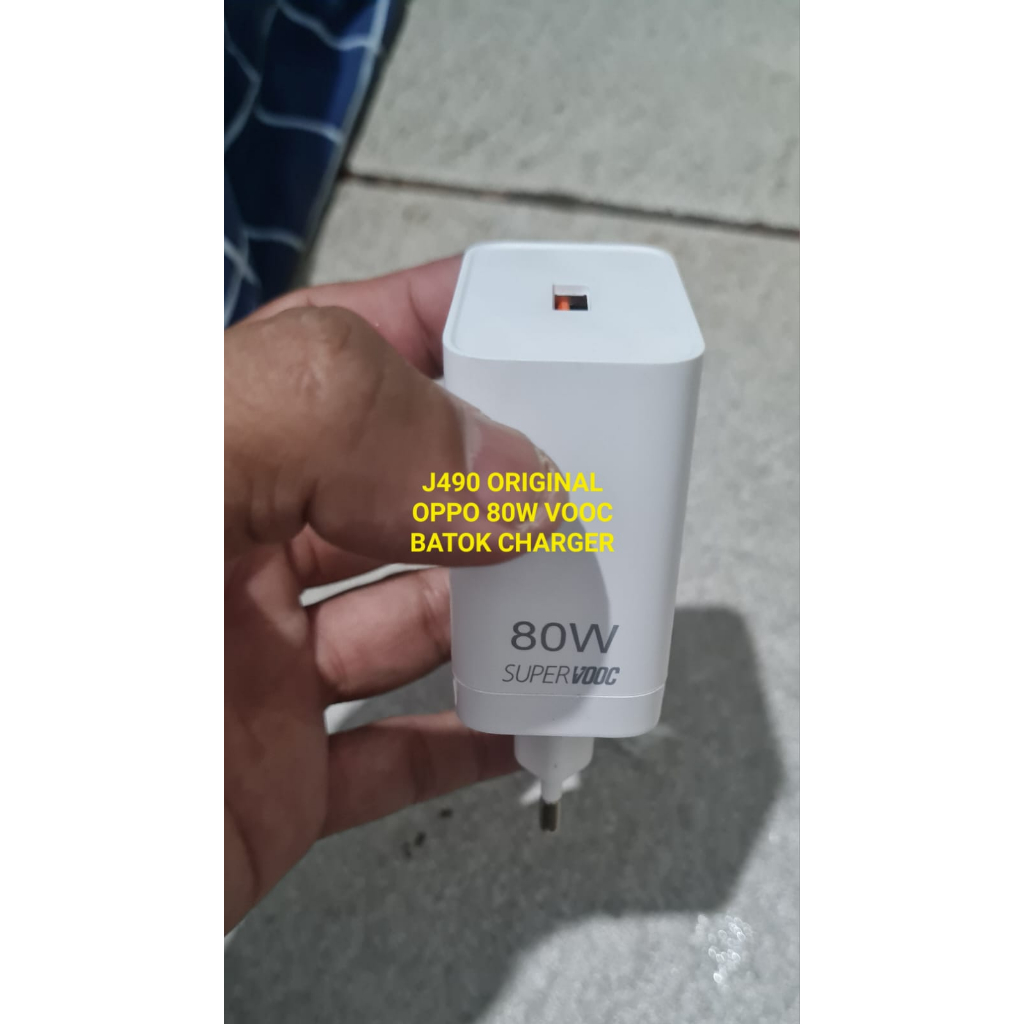 J490 ORIGINAL
OPPO 80W VOOC
BATOK CHARGER
80W
SUPERVOOC